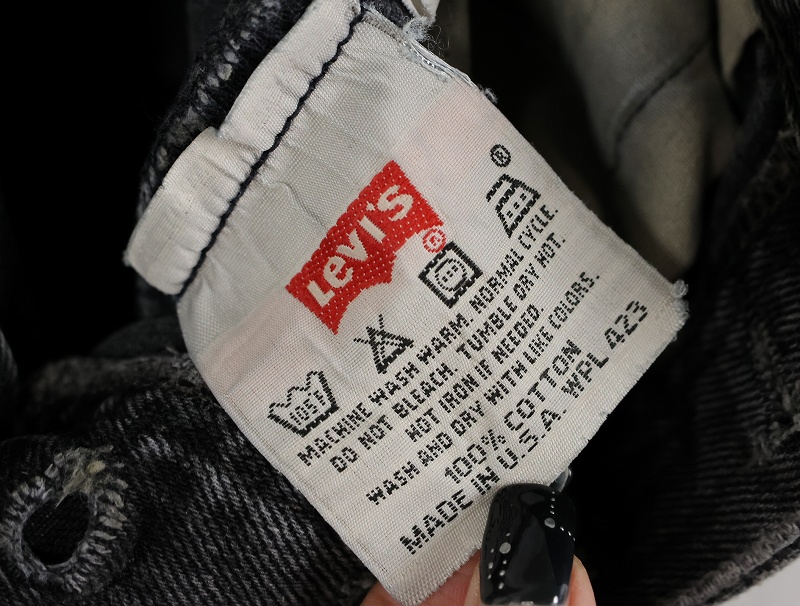 Levi's
®
®
105F
MACHINE WASH WARM. NORMAL CYCLE.
DO NOT BLEACH. TUMBLE DRY HOT.
HOT IRON IF NEEDED.
WASH AND DRY WITH LIKE COLORS.
100% COTTON
MADE IN U.S.A. WPL 423